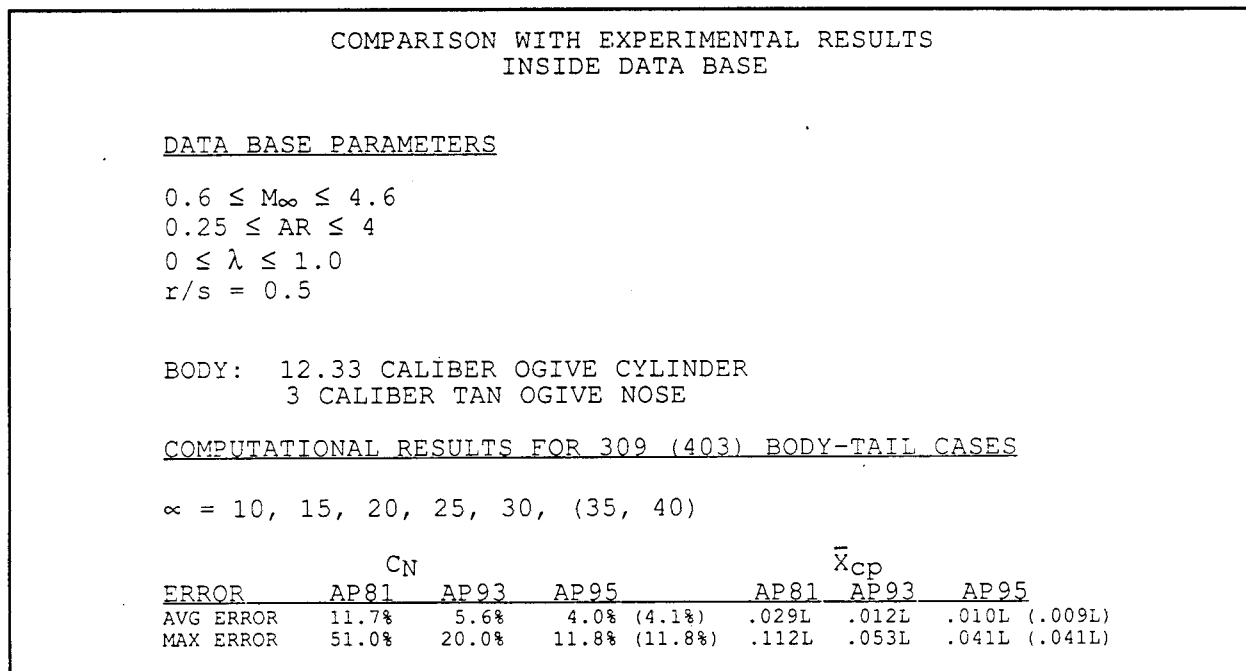 COMPARISON WITH EXPERIMENTAL RESULTS
INSIDE DATA BASE
DATA BASE PARAMETERS
0.6 ≤ M∞ ≤ 4.6
0.25 ≤ AR ≤ 4
0 ≤ λ ≤ 1.0
r/s = 0.5
BODY: 12.33 CALIBER OGIVE CYLINDER
3 CALIBER TAN OGIVE NOSE
COMPUTATIONAL RESULTS FOR 309 (403) BODY-TAIL CASES
∝ = 10, 15, 20, 25, 30, (35, 40)
CN X̄cp
ERROR AP81 AP93 AP95 AP81 AP93 AP95
AVG ERROR 11.7% 5.6% 4.0% (4.1%) .029L .012L .010L (.009L)
MAX ERROR 51.0% 20.0% 11.8% (11.8%) .112L .053L .041L (.041L)